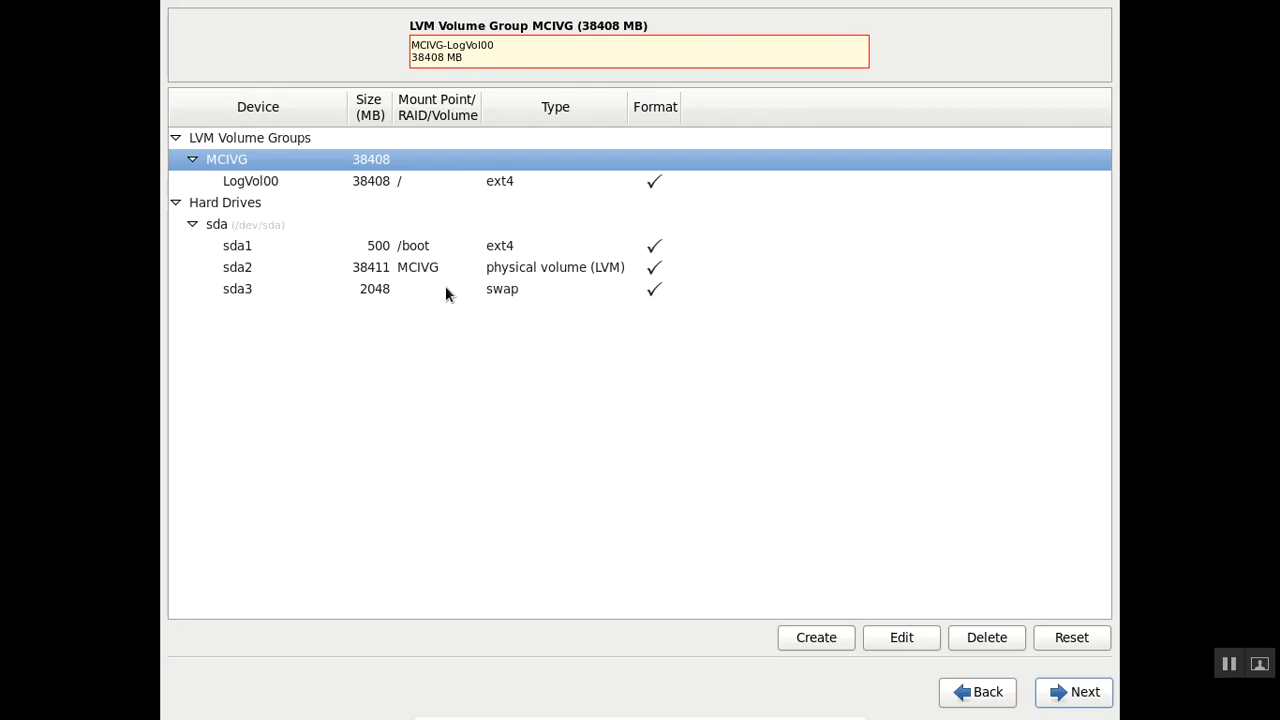 LVM Volume Group MCIVG (38408 MB)
MCIVG-LogVol00
38408 MB
Device Size (MB) Mount Point/ RAID/Volume Type Format
LVM Volume Groups
MCIVG 38408
LogVol00 38408 / ext4
Hard Drives
sda (/dev/sda)
sda1 500 /boot ext4
sda2 38411 MCIVG physical volume (LVM)
sda3 2048 swap
Create Edit Delete Reset
Back Next